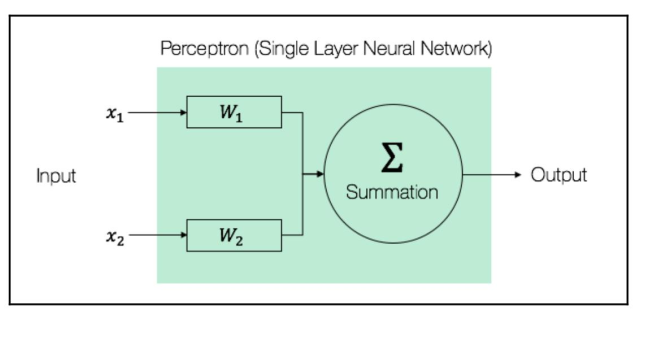 Perceptron (Single Layer Neural Network)
x₁
W₁
Σ
Summation
Input
Output
x₂
W₂